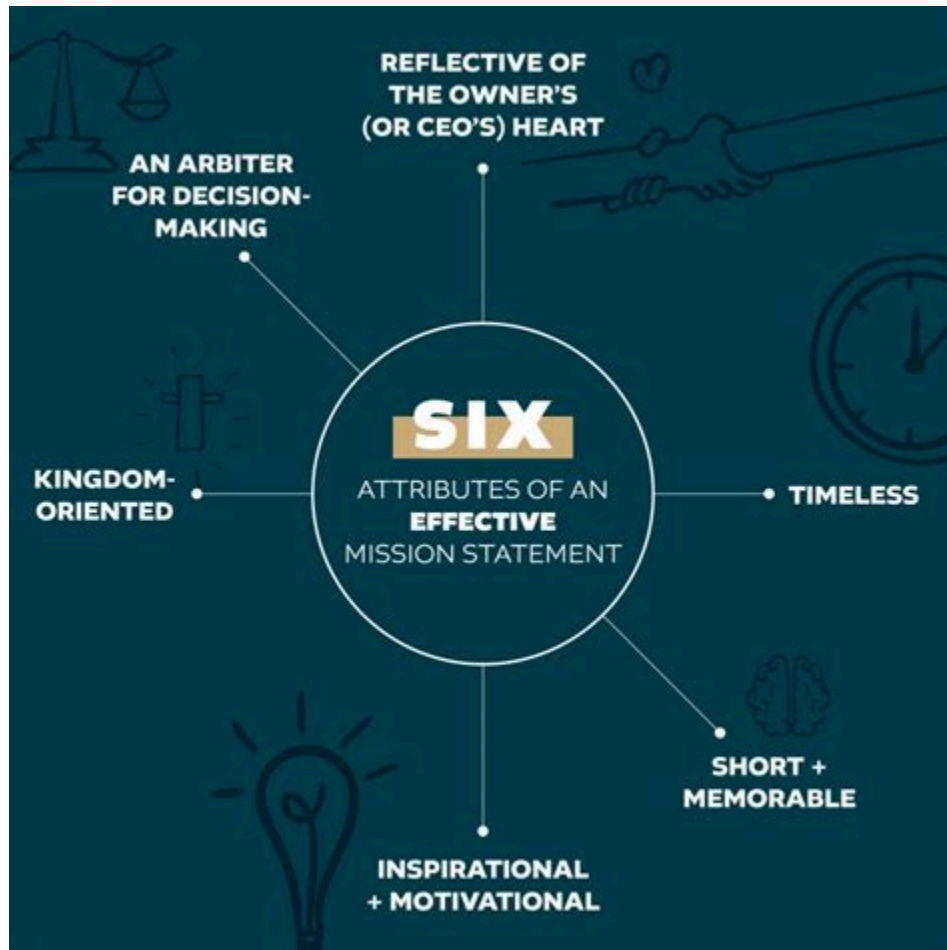 REFLECTIVE OF
THE OWNER'S
(OR CEO'S) HEART
AN ARBITER
FOR DECISION-
MAKING
SIX
ATTRIBUTES OF AN
EFFECTIVE
MISSION STATEMENT
KINGDOM-
ORIENTED
TIMELESS
SHORT +
MEMORABLE
INSPIRATIONAL
+ MOTIVATIONAL